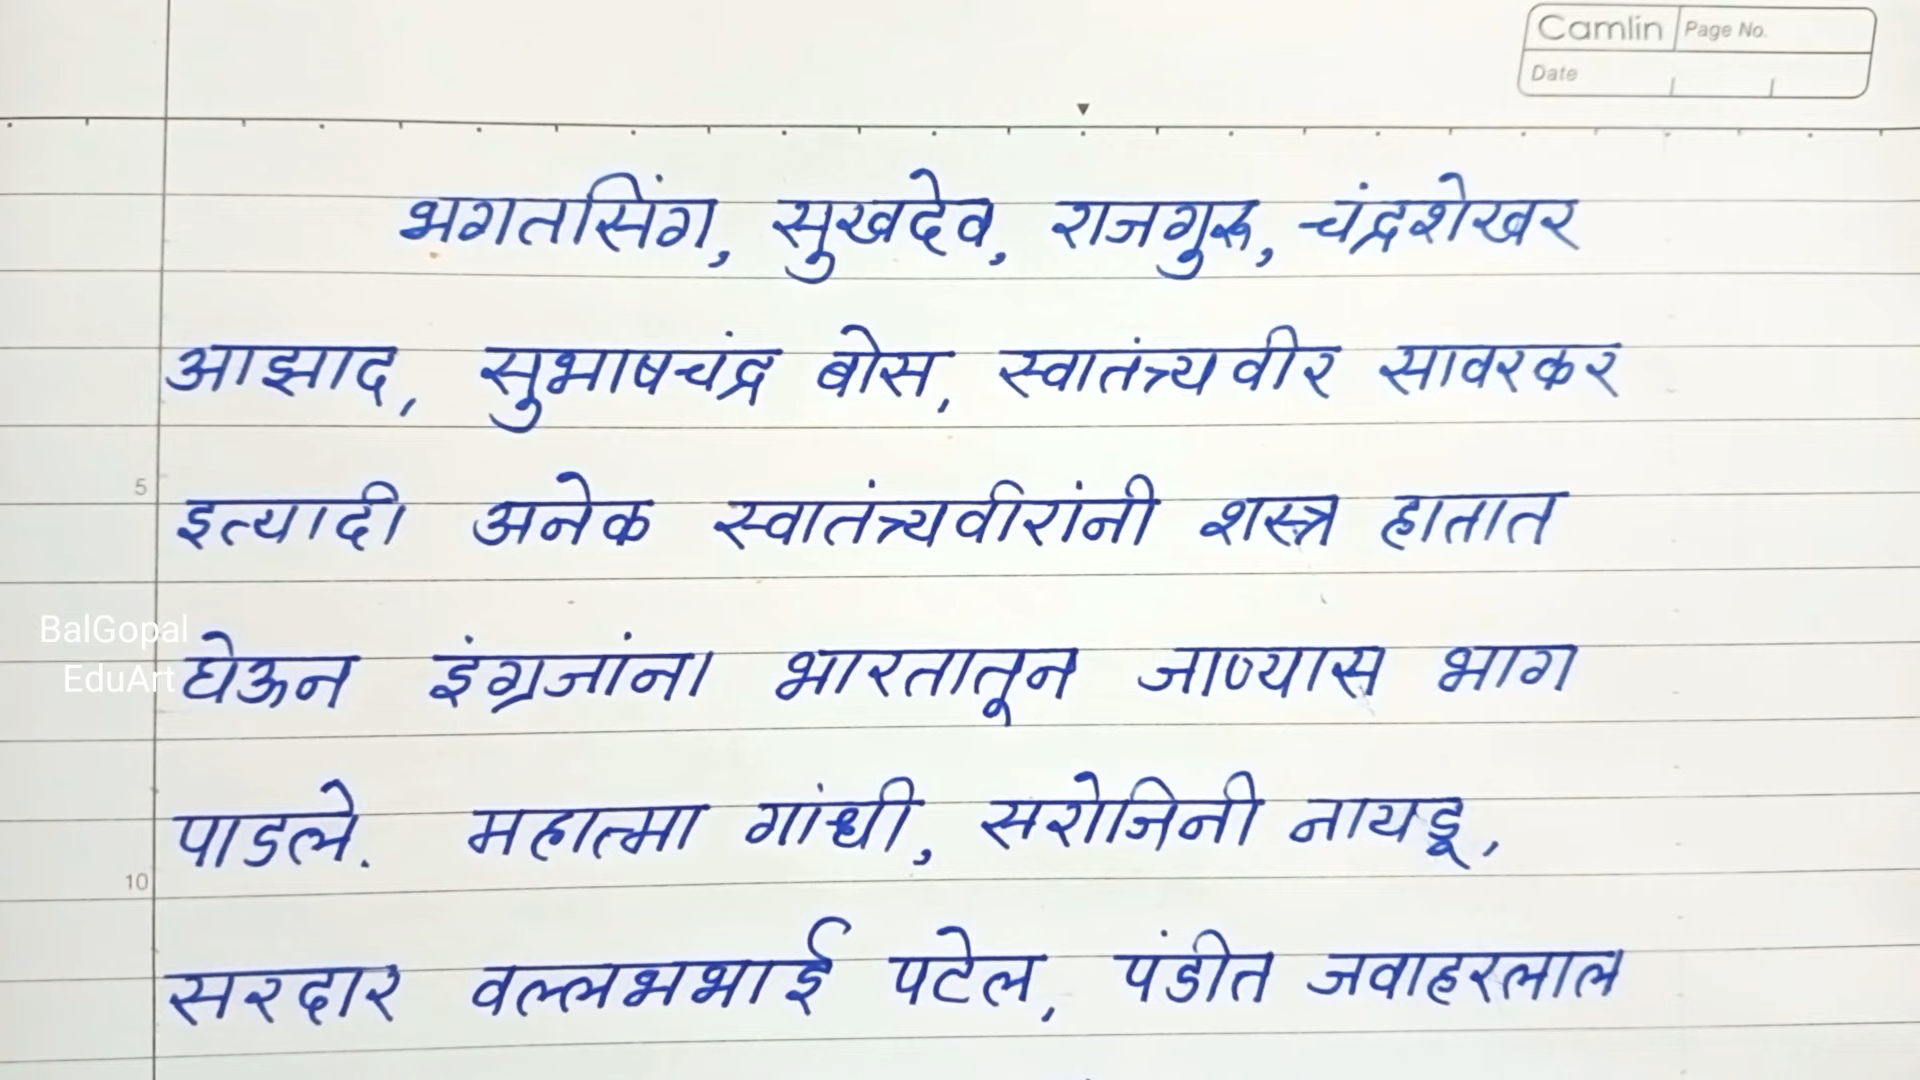 Camlin Page No.
Date
भगतसिंग, सुखदेव, राजगुरू, चंद्रशेखर
आझाद, सुभाषचंद्र बोस, स्वातंत्र्यवीर सावरकर
5
इत्यादी अनेक स्वातंत्र्यवीरांनी शस्त्र हातात
BalGopal
EduArt
घेऊन इंग्रजांना भारतातून जाण्यास भाग
पाडले. महात्मा गांधी, सरोजिनी नायडू,
10
सरदार वल्लभभाई पटेल, पंडीत जवाहरलाल